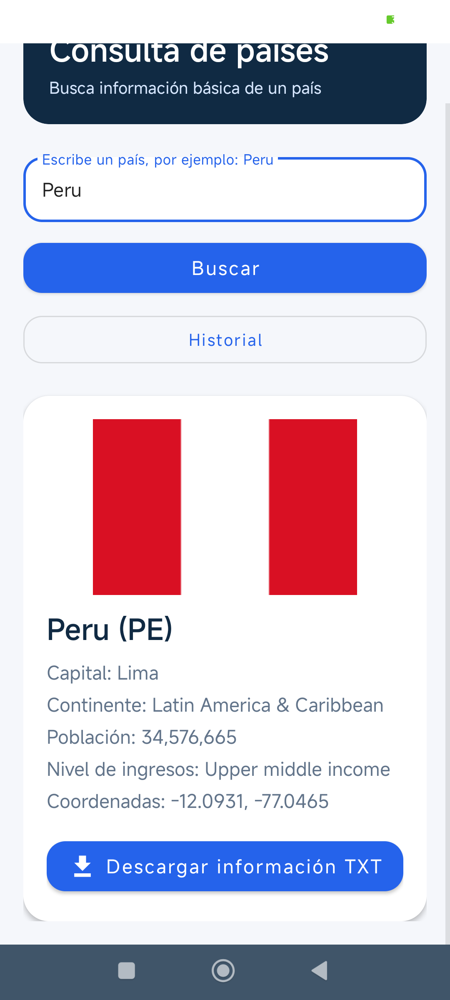 Consulta de países
Busca información básica de un país
Escribe un país, por ejemplo: Peru
Peru
Buscar
Historial
Peru (PE)
Capital: Lima
Continente: Latin America & Caribbean
Población: 34,576,665
Nivel de ingresos: Upper middle income
Coordenadas: -12.0931, -77.0465
Descargar información TXT